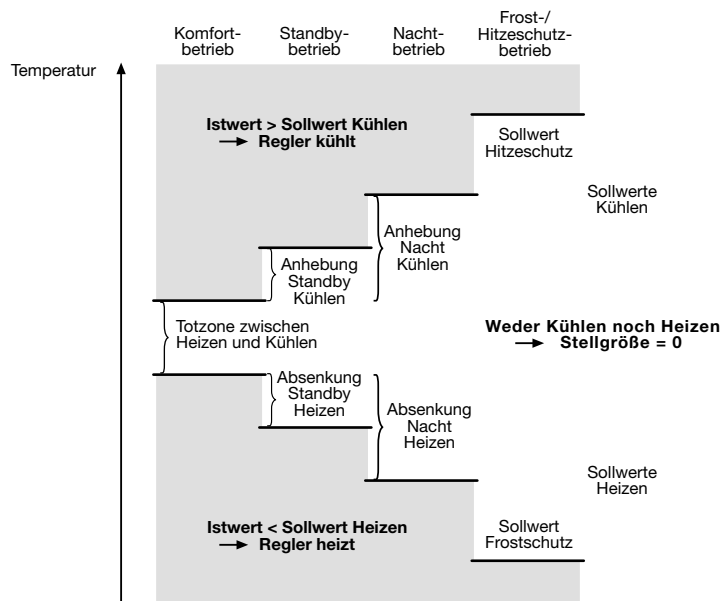 Komfort-
betrieb
Standby-
betrieb
Nacht-
betrieb
Frost-/
Hitzeschutz-
betrieb
Temperatur
Istwert > Sollwert Kühlen
Regler kühlt
Sollwert
Hitzeschutz
Sollwerte
Kühlen
Anhebung
Nacht
Kühlen
Anhebung
Standby
Kühlen
Totzone zwischen
Heizen und Kühlen
Weder Kühlen noch Heizen
Stellgröße = 0
Absenkung
Standby
Heizen
Absenkung
Nacht
Heizen
Sollwerte
Heizen
Istwert < Sollwert Heizen
Regler heizt
Sollwert
Frostschutz